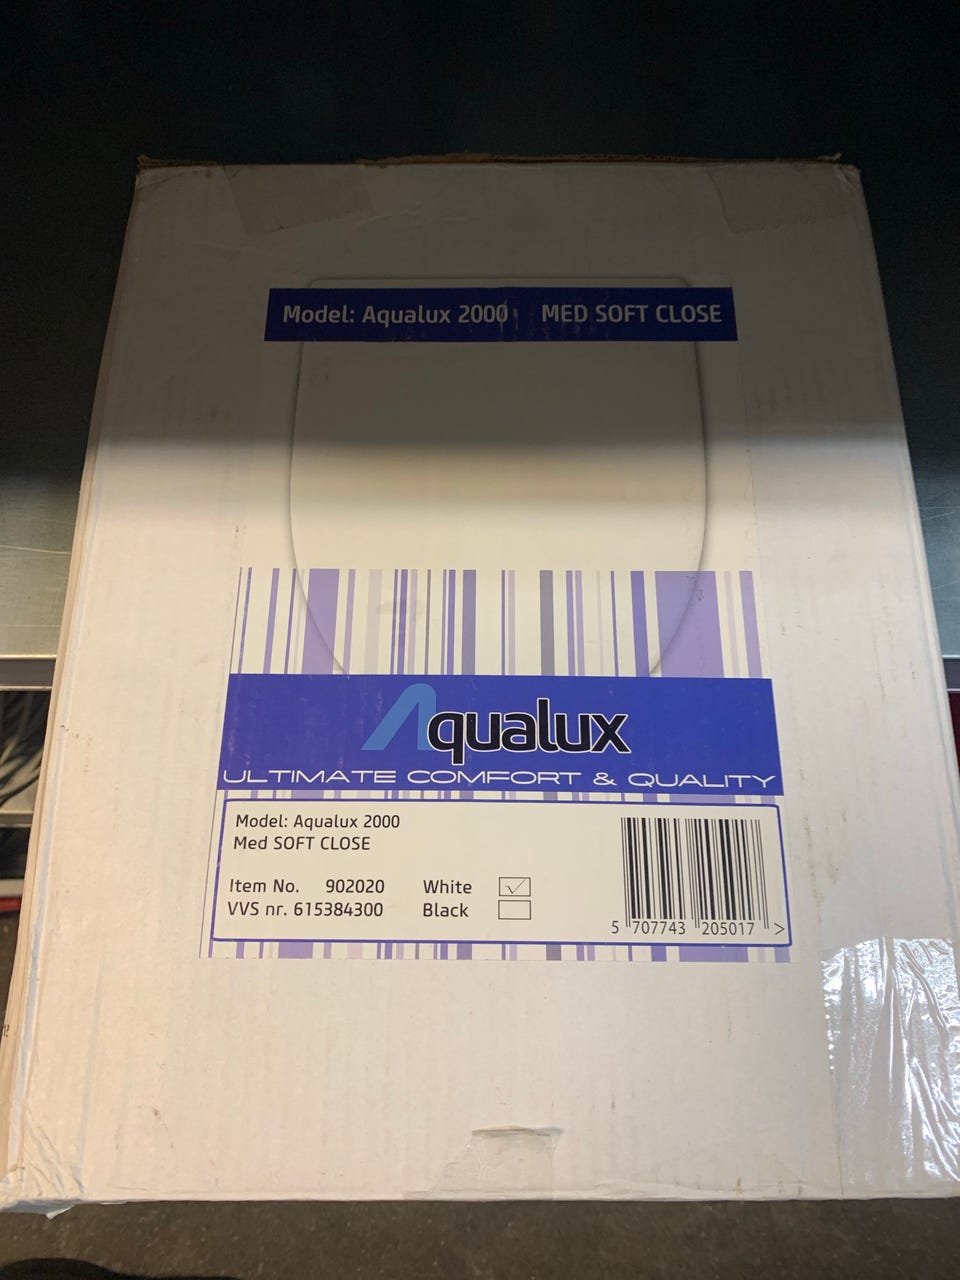 Model: Aqualux 2000 MED SOFT CLOSE
Aqualux
ULTIMATE COMFORT & QUALITY
Model: Aqualux 2000
Med SOFT CLOSE
Item No. 902020 White
VVS nr. 615384300 Black
5 707743 205017 >